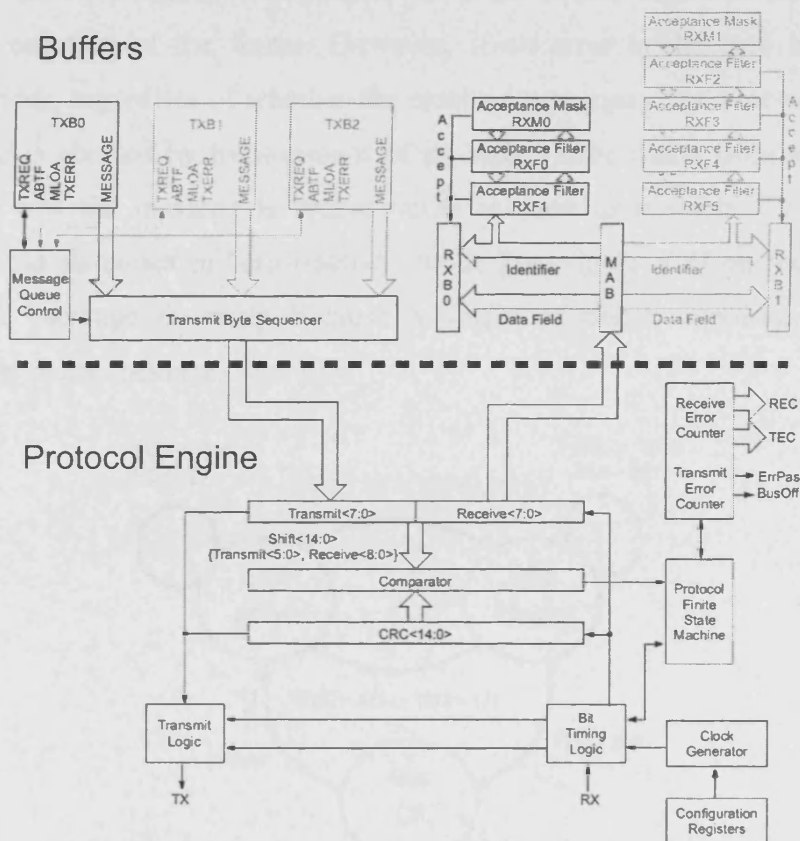 Buffers
TXB0
TXREQ
ABTF
MLOA
TXERR
MESSAGE
TXB1
TXREQ
ABTF
MLOA
TXERR
MESSAGE
TXB2
TXREQ
ABTF
MLOA
TXERR
MESSAGE
Message
Queue
Control
Transmit Byte Sequencer
Accept
Acceptance Mask
RXM0
Acceptance Filter
RXF0
Acceptance Filter
RXF1
Acceptance Mask
RXM1
Acceptance Filter
RXF2
Acceptance Filter
RXF3
Acceptance Filter
RXF4
Acceptance Filter
RXF5
Accept
RXB0
Identifier
Data Field
MAB
Identifier
Data Field
RXB1
Protocol Engine
Receive
Error
Counter
REC
TEC
Transmit
Error
Counter
ErrPas
BusOff
Transmit<7:0>
Receive<7:0>
Shift<14:0>
{Transmit<5:0>, Receive<8:0>}
Comparator
CRC<14:0>
Protocol
Finite
State
Machine
Transmit
Logic
Bit
Timing
Logic
Clock
Generator
TX
RX
Configuration
Registers